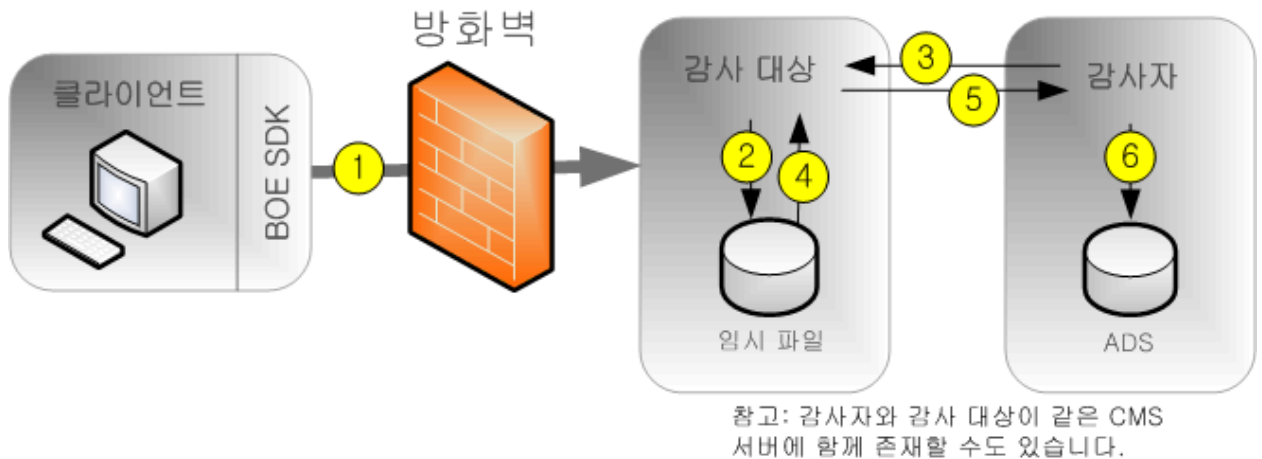 방화벽
클라이언트
BOE SDK
1
감사 대상
2
4
임시 파일
3
5
감사자
6
ADS
참고: 감사자와 감사 대상이 같은 CMS
서버에 함께 존재할 수도 있습니다.